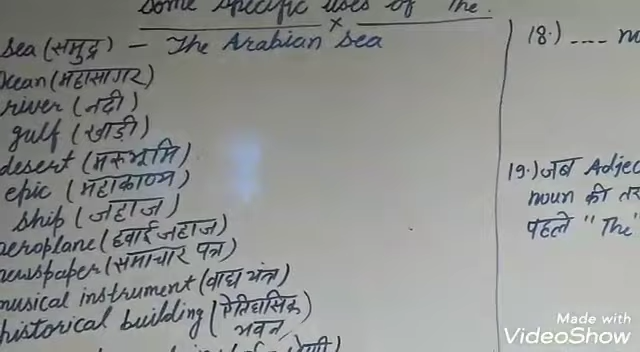 Some specific uses of The.
Sea (समुद्र) – The Arabian Sea
ocean (महासागर)
river (नदी)
gulf (खाड़ी)
desert (मरूभूमि)
epic (महाकाव्य)
ship (जहाज)
aeroplane (हवाई जहाज)
newspaper (समाचार पत्र)
musical instrument (वाद्य यंत्र)
historical building (ऐतिहासिक
भवन)
18.) ....
19.) जब Adjec
noun की
पहले "The"
Made with
VideoShow